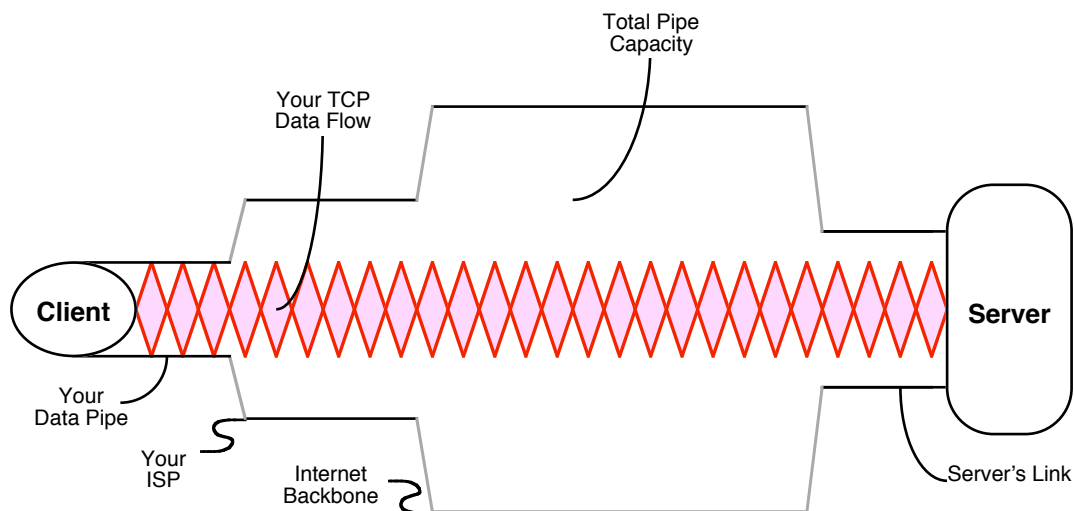 Total Pipe
Capacity
Your TCP
Data Flow
Client
Server
Your
Data Pipe
Your
ISP
Internet
Backbone
Server's Link